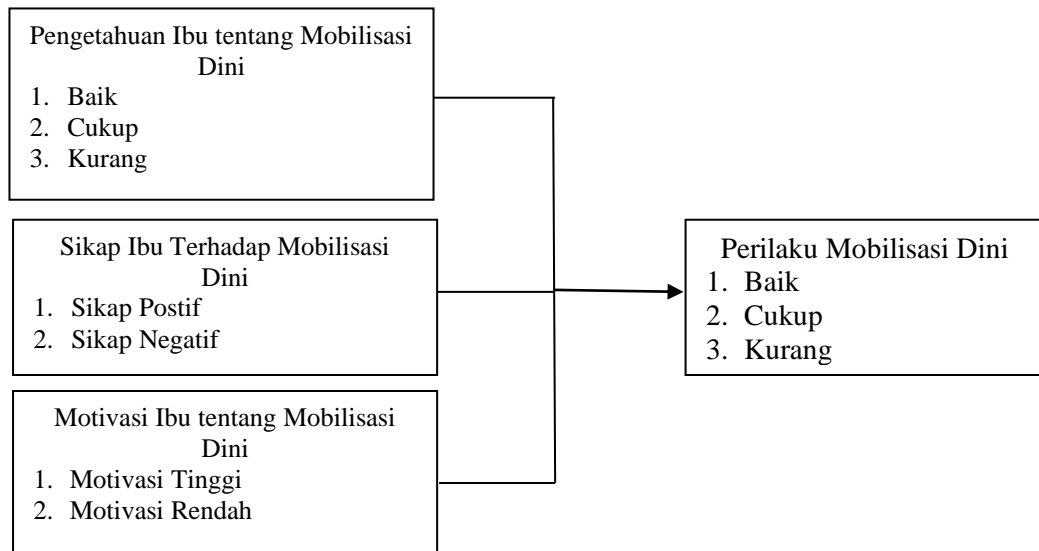 Pengetahuan Ibu tentang Mobilisasi
Dini
1. Baik
2. Cukup
3. Kurang
Sikap Ibu Terhadap Mobilisasi
Dini
1. Sikap Postif
2. Sikap Negatif
Motivasi Ibu tentang Mobilisasi
Dini
1. Motivasi Tinggi
2. Motivasi Rendah
Perilaku Mobilisasi Dini
1. Baik
2. Cukup
3. Kurang